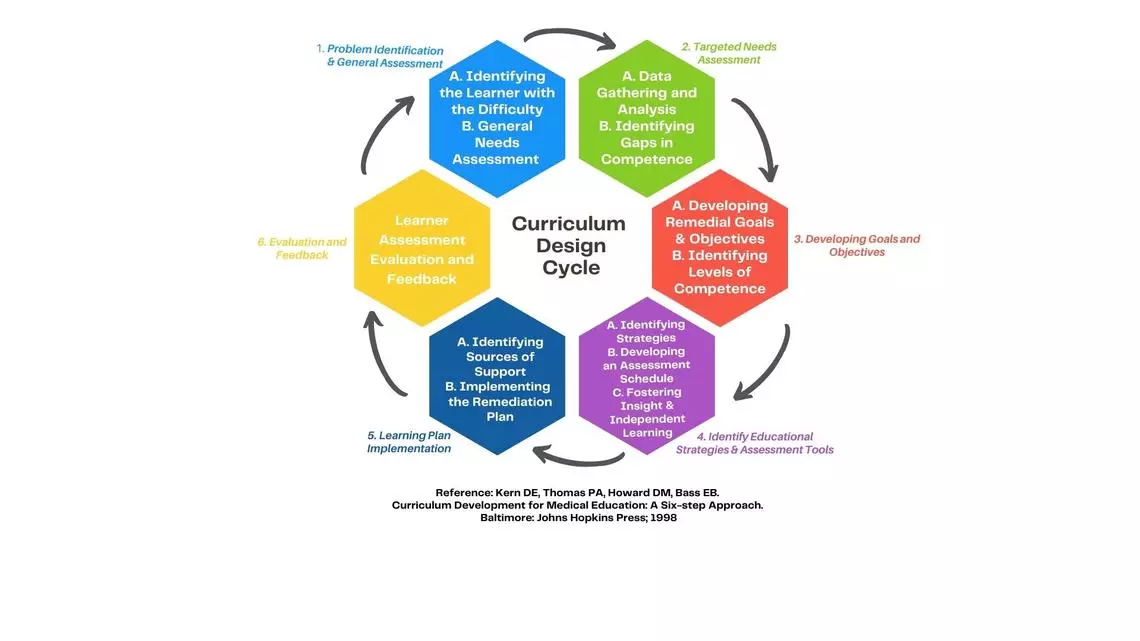 1. Problem Identification
& General Assessment
A. Identifying
the Learner with
the Difficulty
B. General
Needs
Assessment
2. Targeted Needs
Assessment
A. Data
Gathering and
Analysis
B. Identifying
Gaps in
Competence
3. Developing Goals and
Objectives
A. Developing
Remedial Goals
& Objectives
B. Identifying
Levels of
Competence
4. Identify Educational
Strategies & Assessment Tools
A. Identifying
Strategies
B. Developing
an Assessment
Schedule
C. Fostering
Insight &
Independent
Learning
5. Learning Plan
Implementation
A. Identifying
Sources of
Support
B. Implementing
the Remediation
Plan
6. Evaluation and
Feedback
Learner
Assessment
Evaluation and
Feedback
Curriculum
Design
Cycle
Reference: Kern DE, Thomas PA, Howard DM, Bass EB.
Curriculum Development for Medical Education: A Six-step Approach.
Baltimore: Johns Hopkins Press; 1998